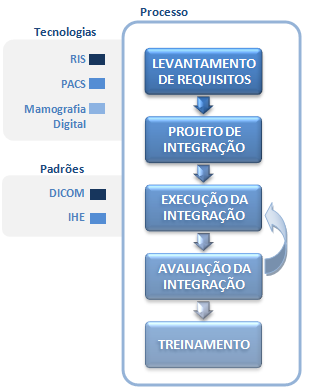 Processo
Tecnologias
RIS
PACS
Mamografia
Digital
Padrões
DICOM
IHE
LEVANTAMENTO
DE REQUISITOS
PROJETO DE
INTEGRAÇÃO
EXECUÇÃO DA
INTEGRAÇÃO
AVALIAÇÃO DA
INTEGRAÇÃO
TREINAMENTO